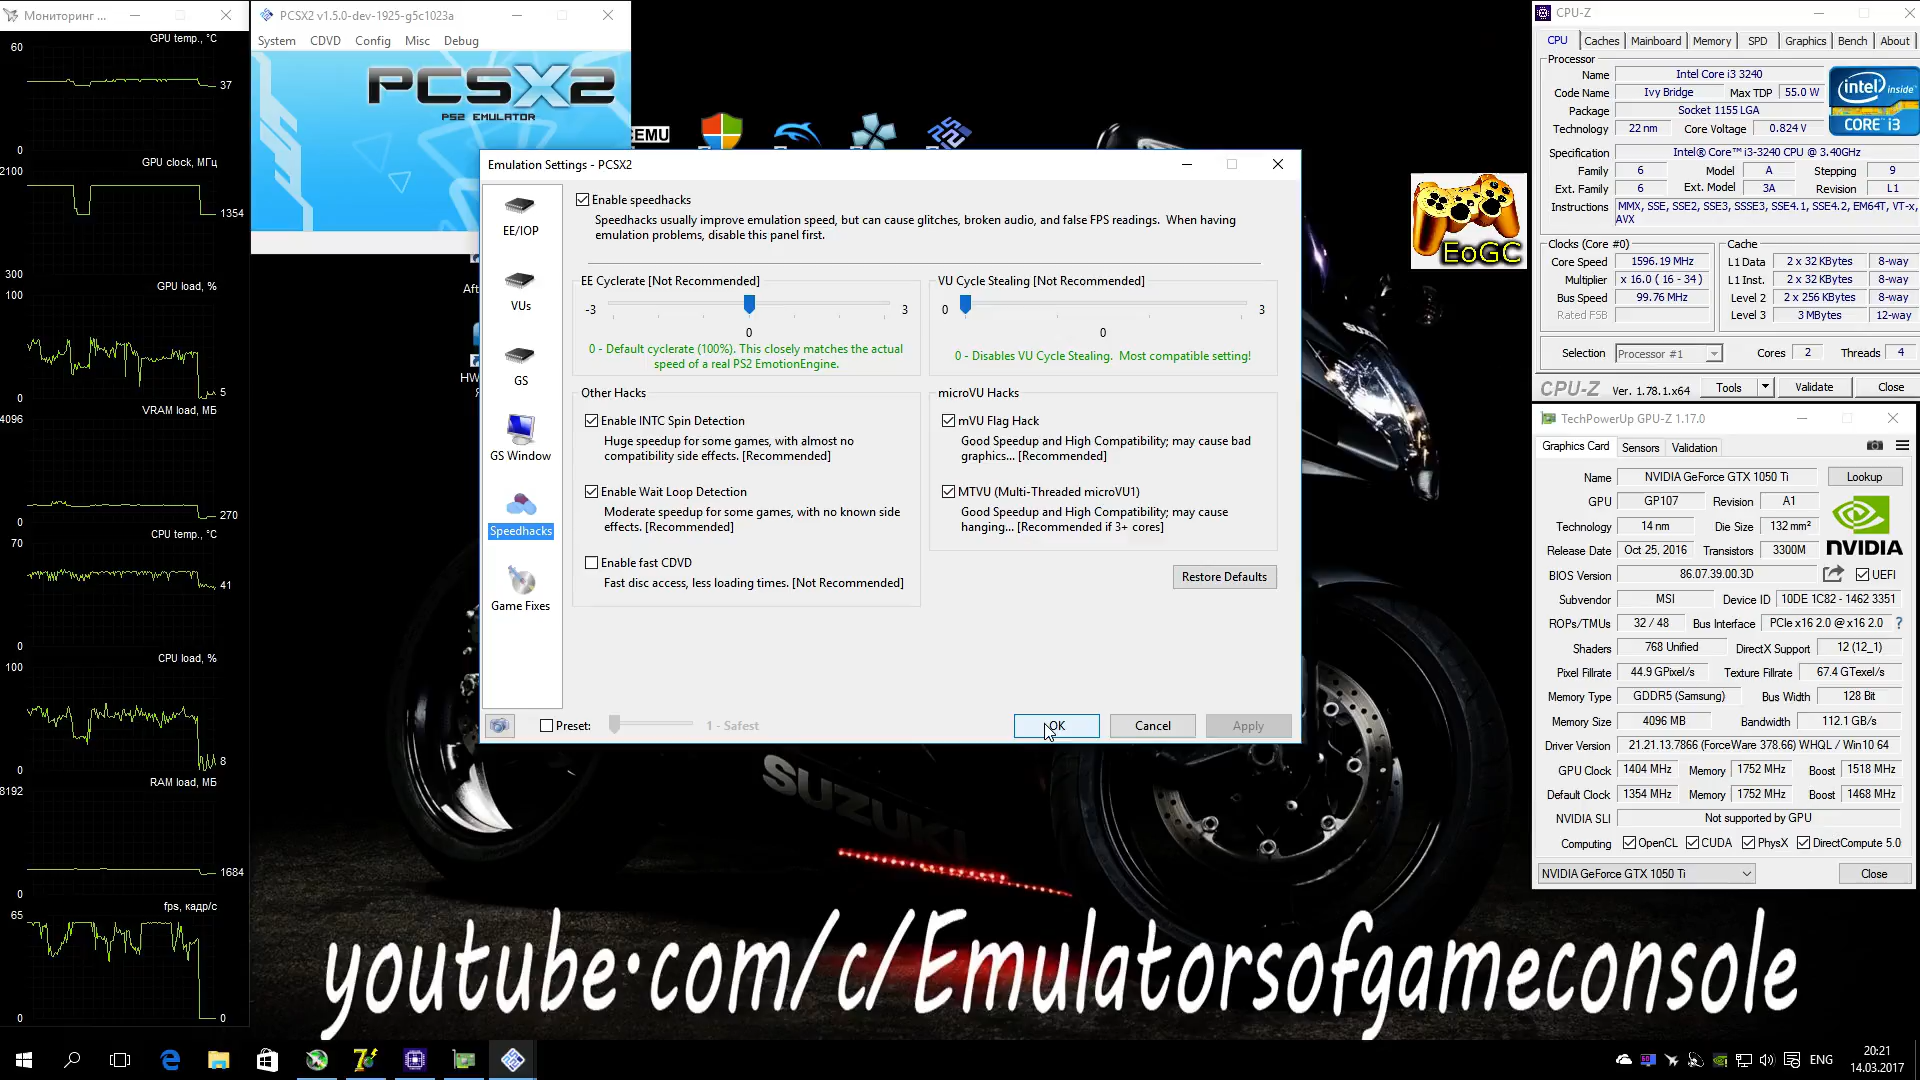 Мониторинг ...
GPU temp., °C
60
37
0
GPU clock, МГц
2100
1354
300
GPU load, %
100
5
0
VRAM load, МБ
4096
270
0
CPU temp., °C
70
41
0
CPU load, %
100
8
0
RAM load, МБ
8192
1684
0
fps, кадр/с
65
0
0
PCSX2 v1.5.0-dev-1925-g5c1023a
System CDVD Config Misc Debug
PCSX2
PS2 EMULATOR
CEMU
Emulation Settings - PCSX2
EE/IOP
VUs
GS
GS Window
Speedhacks
Game Fixes
Enable speedhacks
Speedhacks usually improve emulation speed, but can cause glitches, broken audio, and false FPS readings. When having
emulation problems, disable this panel first.
EE Cyclerate [Not Recommended]
-3
3
0
0 - Default cyclerate (100%). This closely matches the actual
speed of a real PS2 EmotionEngine.
VU Cycle Stealing [Not Recommended]
0
3
0
0 - Disables VU Cycle Stealing. Most compatible setting!
Other Hacks
Enable INTC Spin Detection
Huge speedup for some games, with almost no
compatibility side effects. [Recommended]
Enable Wait Loop Detection
Moderate speedup for some games, with no known side
effects. [Recommended]
Enable fast CDVD
Fast disc access, less loading times. [Not Recommended]
microVU Hacks
mVU Flag Hack
Good Speedup and High Compatibility; may cause bad
graphics... [Recommended]
MTVU (Multi-Threaded microVU1)
Good Speedup and High Compatibility; may cause
hanging... [Recommended if 3+ cores]
Restore Defaults
Preset:
1 - Safest
OK
Cancel
Apply
Aft
HW
EoGC
SUZUKI
youtube.com/c/Emulatorsofgameconsole
CPU-Z
CPU Caches Mainboard Memory SPD Graphics Bench About
Processor
Name Intel Core i3 3240
Code Name Ivy Bridge Max TDP 55.0 W
Package Socket 1155 LGA
Technology 22 nm Core Voltage 0.824 V
intel inside
CORE i3
Specification Intel® Core™ i3-3240 CPU @ 3.40GHz
Family 6 Model A Stepping 9
Ext. Family 6 Ext. Model 3A Revision L1
Instructions MMX, SSE, SSE2, SSE3, SSSE3, SSE4.1, SSE4.2, EM64T, VT-x,
AVX
Clocks (Core #0)
Core Speed 1596.19 MHz
Multiplier x 16.0 ( 16 - 34 )
Bus Speed 99.76 MHz
Rated FSB
Cache
L1 Data 2 x 32 KBytes 8-way
L1 Inst. 2 x 32 KBytes 8-way
Level 2 2 x 256 KBytes 8-way
Level 3 3 MBytes 12-way
Selection Processor #1 Cores 2 Threads 4
CPU-Z Ver. 1.78.1.x64 Tools Validate Close
TechPowerUp GPU-Z 1.17.0
Graphics Card Sensors Validation
Name NVIDIA GeForce GTX 1050 Ti Lookup
GPU GP107 Revision A1
Technology 14 nm Die Size 132 mm²
Release Date Oct 25, 2016 Transistors 3300M
NVIDIA
BIOS Version 86.07.39.00.3D UEFI
Subvendor MSI Device ID 10DE 1C82 - 1462 3351
ROPs/TMUs 32 / 48 Bus Interface PCIe x16 2.0 @ x16 2.0 ?
Shaders 768 Unified DirectX Support 12 (12_1)
Pixel Fillrate 44.9 GPixel/s Texture Fillrate 67.4 GTexel/s
Memory Type GDDR5 (Samsung) Bus Width 128 Bit
Memory Size 4096 MB Bandwidth 112.1 GB/s
Driver Version 21.21.13.7866 (ForceWare 378.66) WHQL / Win10 64
GPU Clock 1404 MHz Memory 1752 MHz Boost 1518 MHz
Default Clock 1354 MHz Memory 1752 MHz Boost 1468 MHz
NVIDIA SLI Not supported by GPU
Computing OpenCL CUDA PhysX DirectCompute 5.0
NVIDIA GeForce GTX 1050 Ti Close
ENG
20:21
14.03.2017